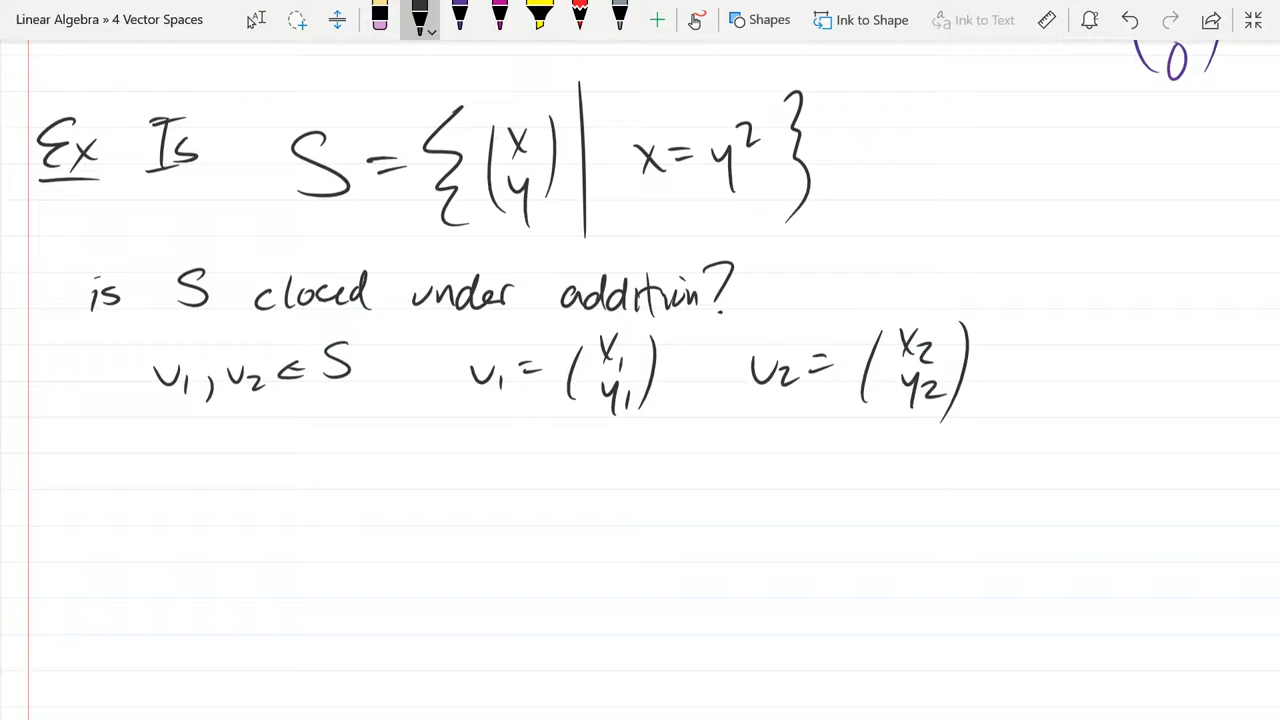 Linear Algebra » 4 Vector Spaces Shapes Ink to Shape Ink to Text
(0)
Ex Is S = { (x y) | x = y² }
is S closed under addition?
v₁, v₂ ∈ S v₁ = (x₁ y₁) v₂ = (x₂ y₂)